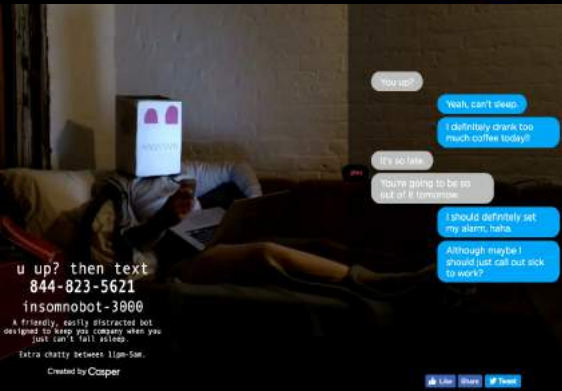 You up?
Yeah, can't sleep.
I definitely drank too
much coffee today!!
It's so late.
You're going to be so
out of it tomorrow.
I should definitely set
my alarm, haha.
Although maybe I
should just call out sick
to work?
u up? then text
844-823-5621
insomnobot-3000
A friendly, easily distracted bot
designed to keep you company when you
just can't fall asleep.
Extra chatty between 11pm-5am.
Created by Casper
Like Share Tweet